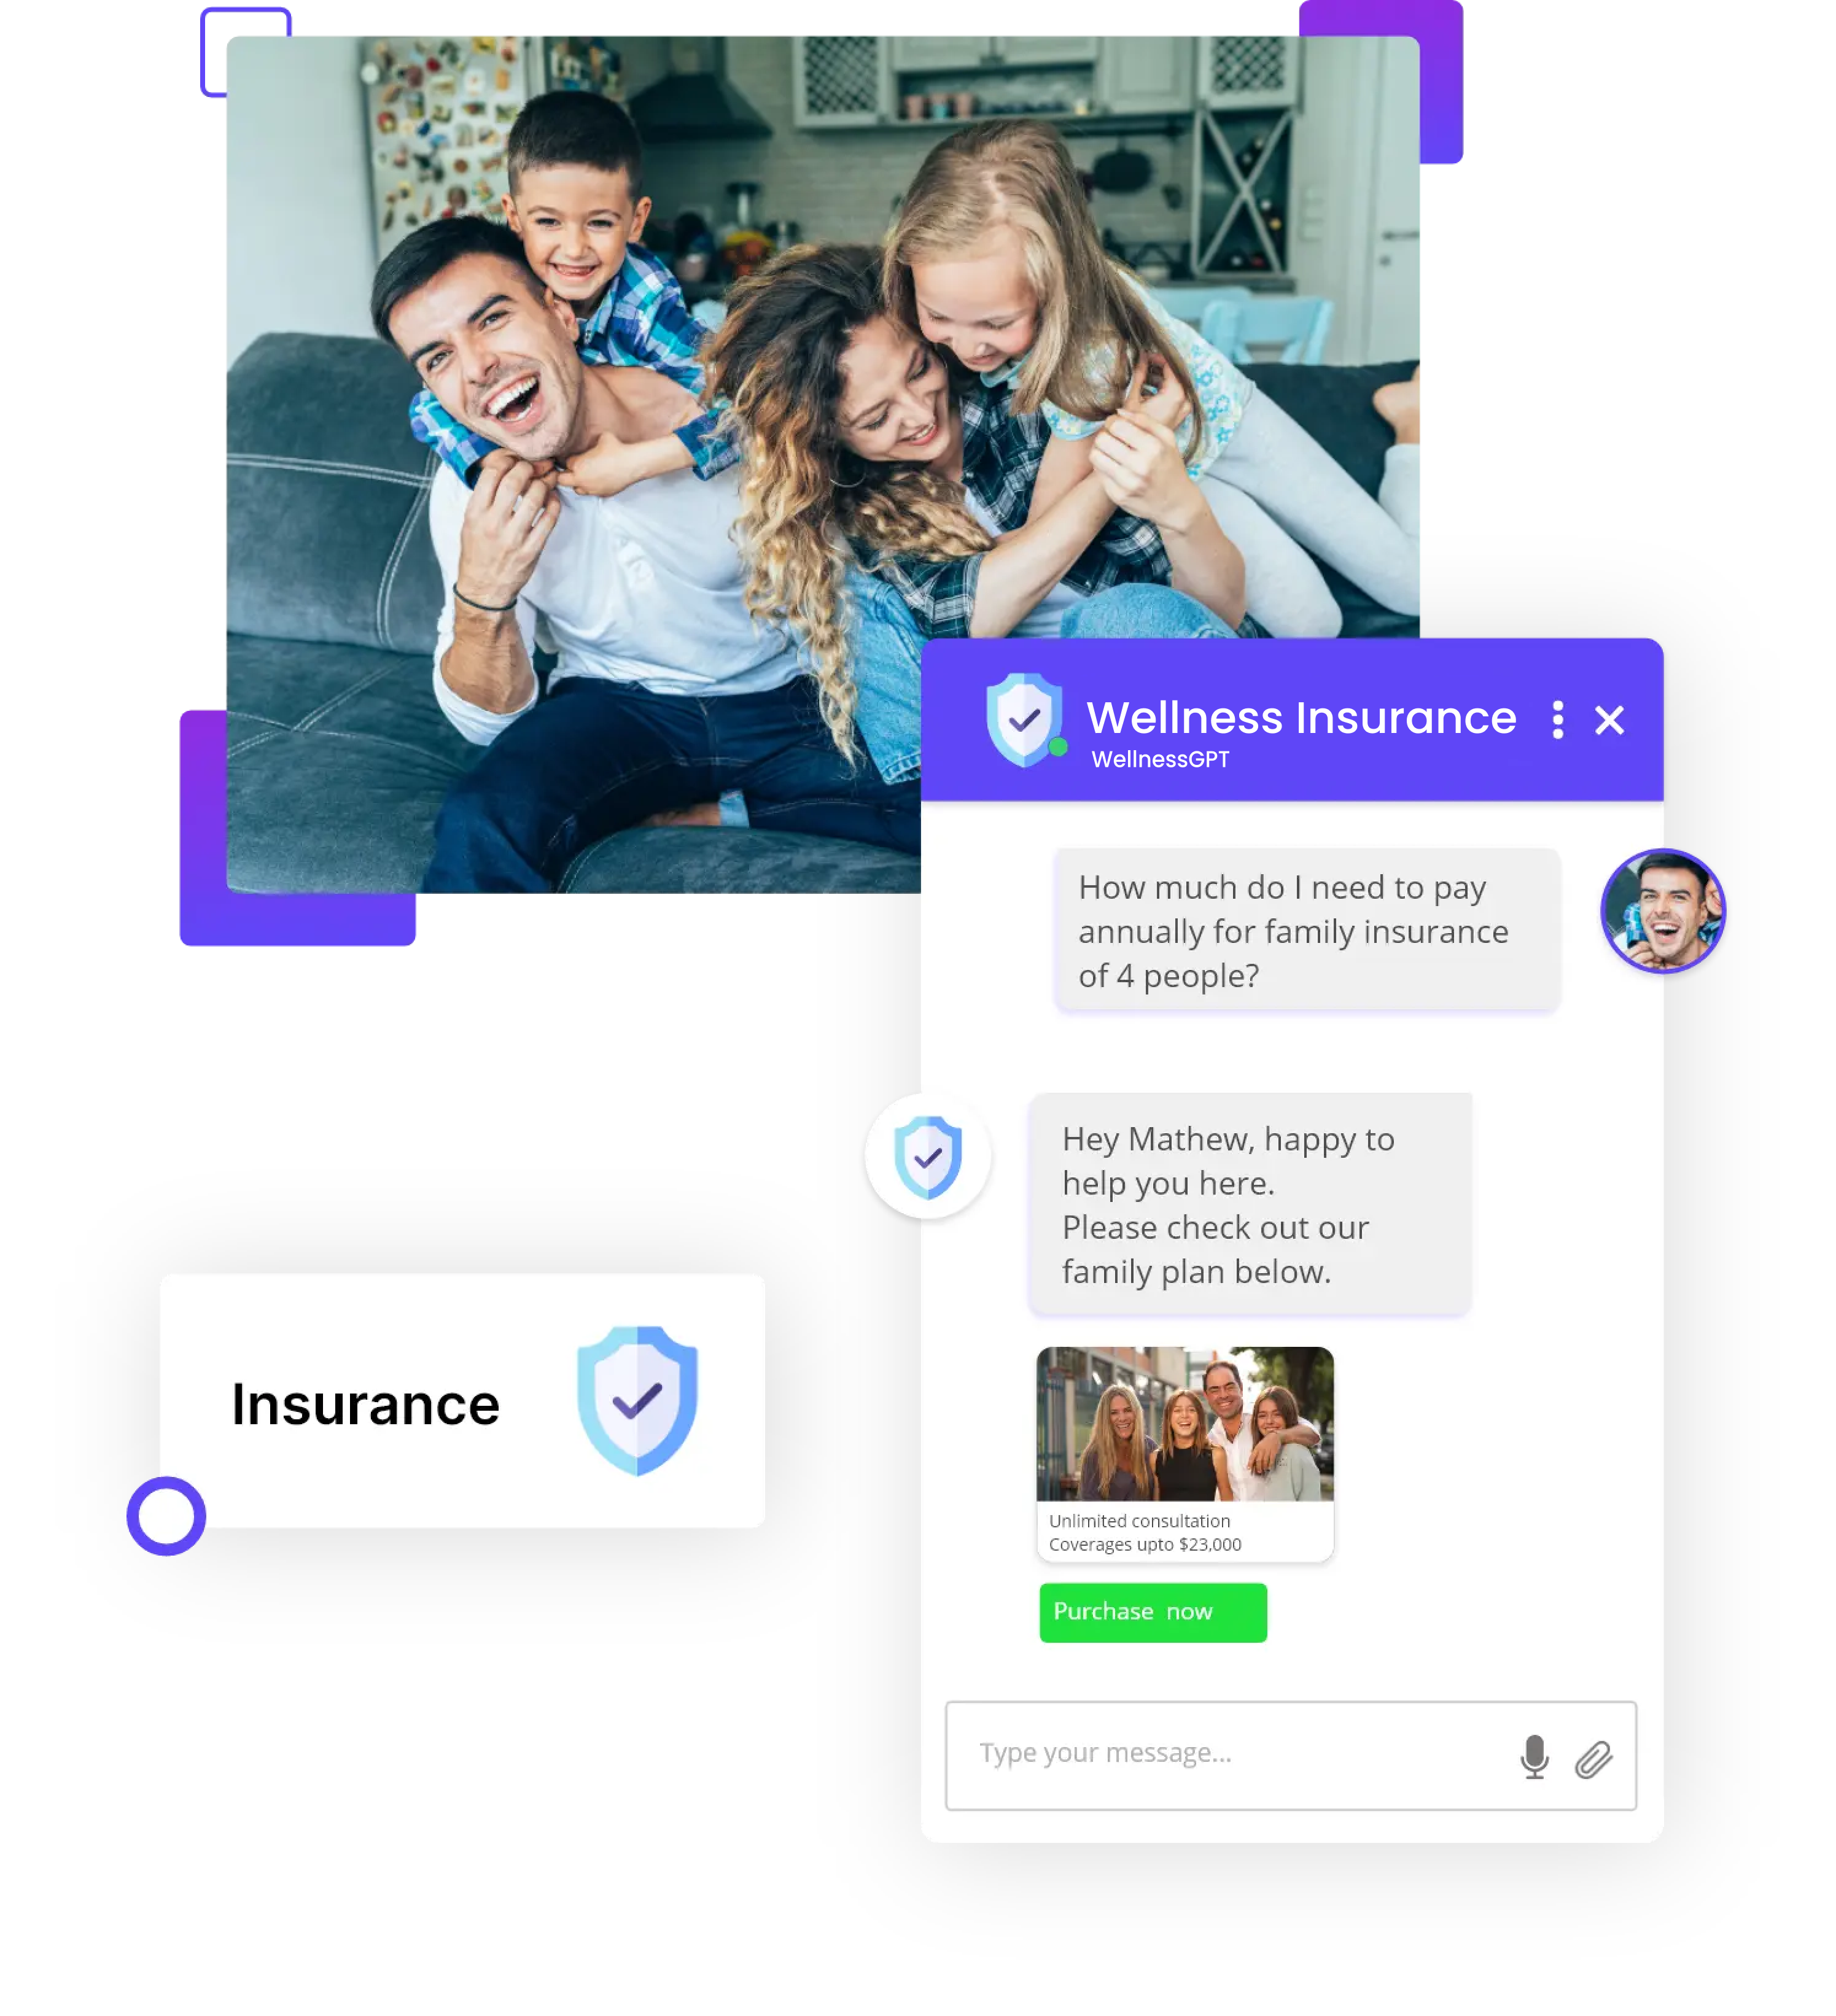 Wellness Insurance
WellnessGPT
How much do I need to pay
annually for family insurance
of 4 people?
Hey Mathew, happy to
help you here.
Please check out our
family plan below.
Insurance
Unlimited consultation
Coverages upto $23,000
Purchase now
Type your message...